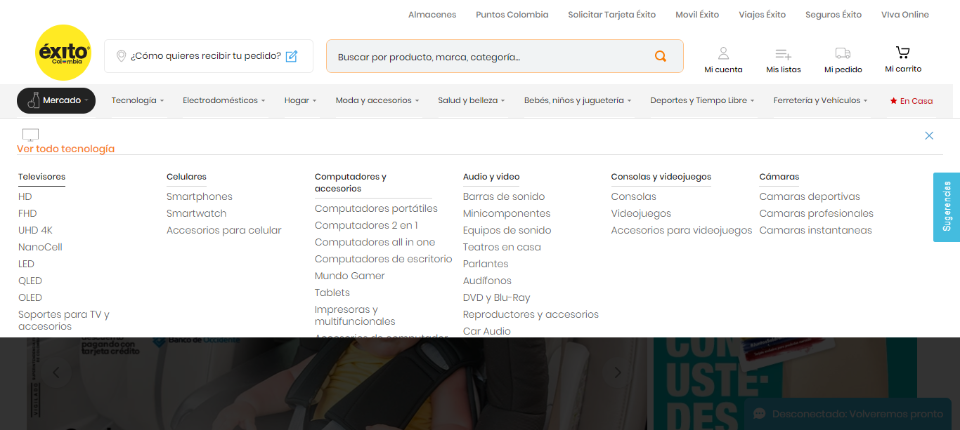 Almacenes Puntos Colombia Solicitar Tarjeta Éxito Movil Éxito Viajes Éxito Seguros Éxito VIva Online
éxito
Colombia
¿Cómo quieres recibir tu pedido?
Buscar por producto, marca, categoría...
Mi cuenta Mis listas Mi pedido Mi carrito
Mercado Tecnología Electrodomésticos Hogar Moda y accesorios Salud y belleza Bebés, niños y juguetería Deportes y Tiempo Libre Ferretería y Vehículos En Casa
Ver todo tecnología
Televisores
HD
FHD
UHD 4K
NanoCell
LED
QLED
OLED
Soportes para TV y
accesorios
Celulares
Smartphones
Smartwatch
Accesorios para celular
Computadores y
accesorios
Computadores portátiles
Computadores 2 en 1
Computadores all in one
Computadores de escritorio
Mundo Gamer
Tablets
Impresoras y
multifuncionales
Accesorios de computador
Audio y video
Barras de sonido
Minicomponentes
Equipos de sonido
Teatros en casa
Parlantes
Audífonos
DVD y Blu-Ray
Reproductores y accesorios
Car Audio
Consolas y videojuegos
Consolas
Videojuegos
Accesorios para videojuegos
Cámaras
Camaras deportivas
Camaras profesionales
Camaras instantaneas
Sugerencias
pagando con
tarjeta crédito
Banco de Occidente
VIGILADO
CON
USTE-
DES
Desconectado: Volveremos pronto